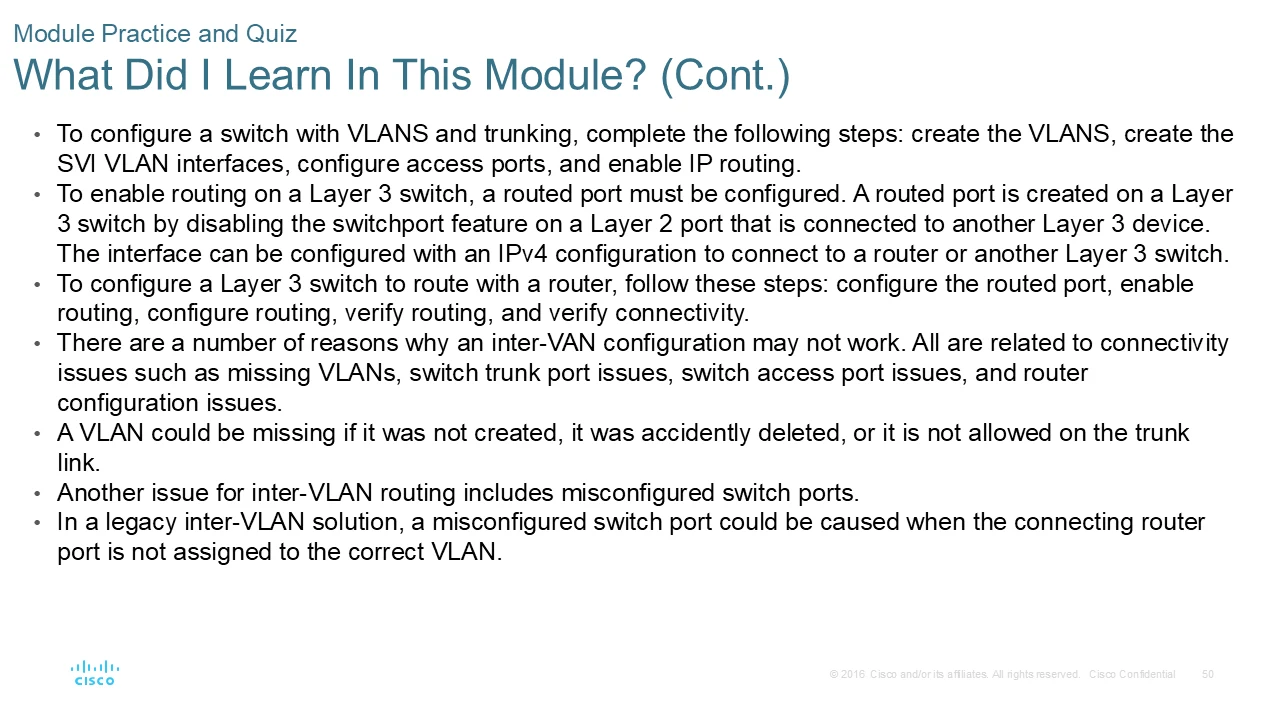 Module Practice and Quiz
What Did I Learn In This Module? (Cont.)
• To configure a switch with VLANS and trunking, complete the following steps: create the VLANS, create the
SVI VLAN interfaces, configure access ports, and enable IP routing.
• To enable routing on a Layer 3 switch, a routed port must be configured. A routed port is created on a Layer
3 switch by disabling the switchport feature on a Layer 2 port that is connected to another Layer 3 device.
The interface can be configured with an IPv4 configuration to connect to a router or another Layer 3 switch.
• To configure a Layer 3 switch to route with a router, follow these steps: configure the routed port, enable
routing, configure routing, verify routing, and verify connectivity.
• There are a number of reasons why an inter-VAN configuration may not work. All are related to connectivity
issues such as missing VLANs, switch trunk port issues, switch access port issues, and router
configuration issues.
• A VLAN could be missing if it was not created, it was accidently deleted, or it is not allowed on the trunk
link.
• Another issue for inter-VLAN routing includes misconfigured switch ports.
• In a legacy inter-VLAN solution, a misconfigured switch port could be caused when the connecting router
port is not assigned to the correct VLAN.
CISCO
© 2016 Cisco and/or its affiliates. All rights reserved. Cisco Confidential 50